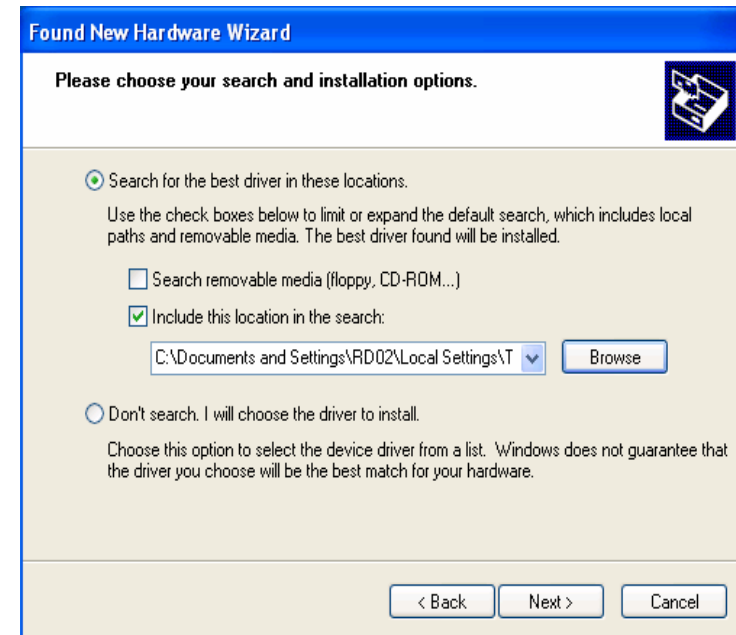 Found New Hardware Wizard
Please choose your search and installation options.
Search for the best driver in these locations.
Use the check boxes below to limit or expand the default search, which includes local
paths and removable media. The best driver found will be installed.
Search removable media (floppy, CD-ROM...)
Include this location in the search:
C:\Documents and Settings\RD02\Local Settings\T
Browse
Don't search. I will choose the driver to install.
Choose this option to select the device driver from a list. Windows does not guarantee that
the driver you choose will be the best match for your hardware.
< Back Next > Cancel